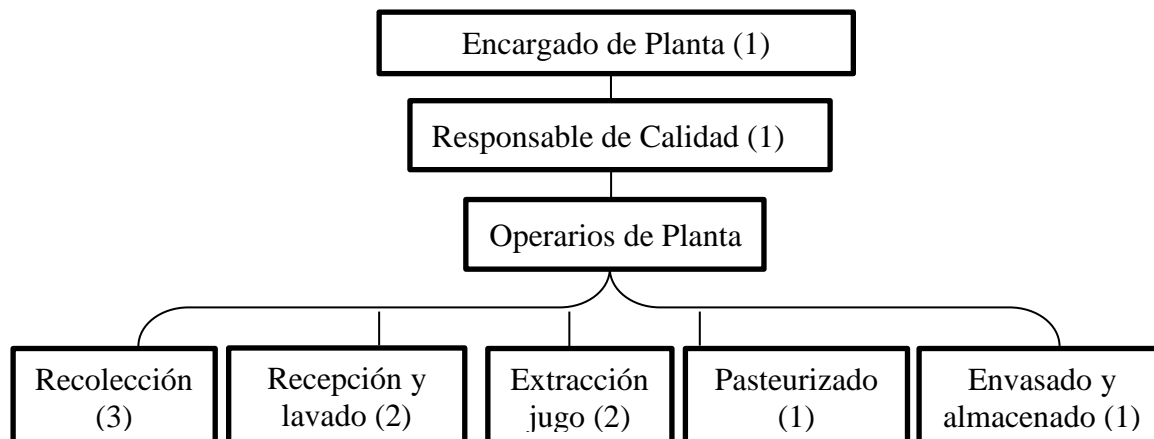 Encargado de Planta (1)
Responsable de Calidad (1)
Operarios de Planta
Recolección
(3)
Recepción y
lavado (2)
Extracción
jugo (2)
Pasteurizado
(1)
Envasado y
almacenado (1)